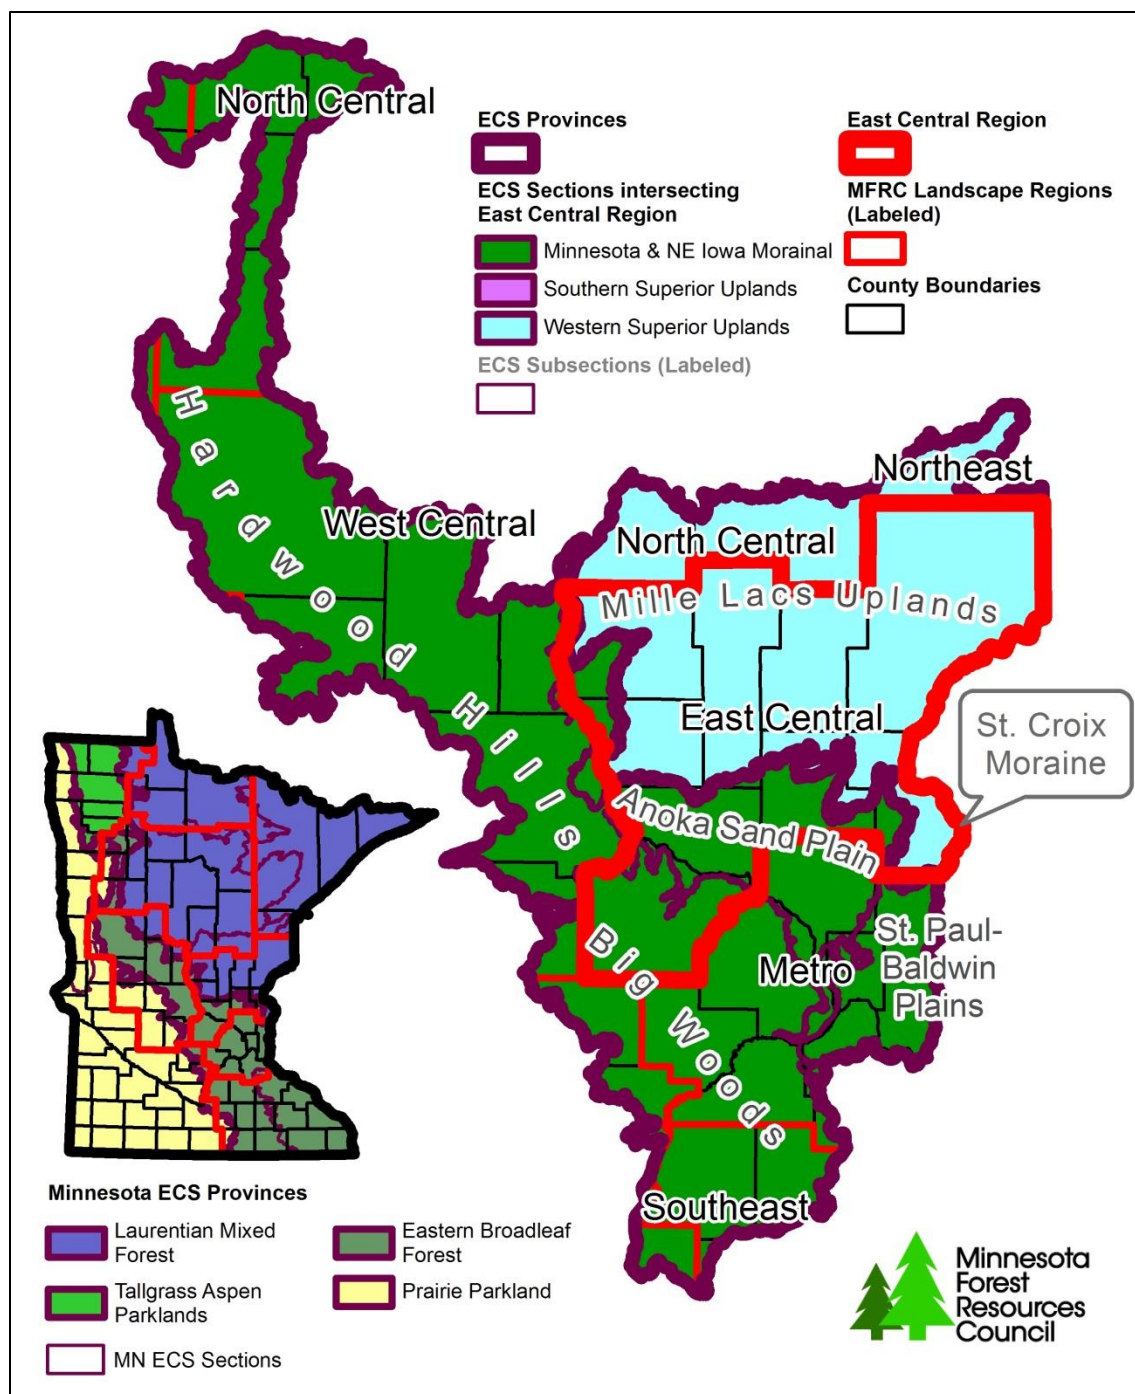 North Central
ECS Provinces
ECS Sections intersecting
East Central Region
Minnesota & NE Iowa Morainal
Southern Superior Uplands
Western Superior Uplands
ECS Subsections (Labeled)
East Central Region
MFRC Landscape Regions
(Labeled)
County Boundaries
Hardwood Hills
West Central
Northeast
North Central
Mille Lacs Uplands
East Central
St. Croix
Moraine
Anoka Sand Plain
Big Woods
Metro
St. Paul-
Baldwin
Plains
Southeast
Minnesota ECS Provinces
Laurentian Mixed
Forest
Eastern Broadleaf
Forest
Tallgrass Aspen
Parklands
Prairie Parkland
MN ECS Sections
Minnesota
Forest
Resources
Council